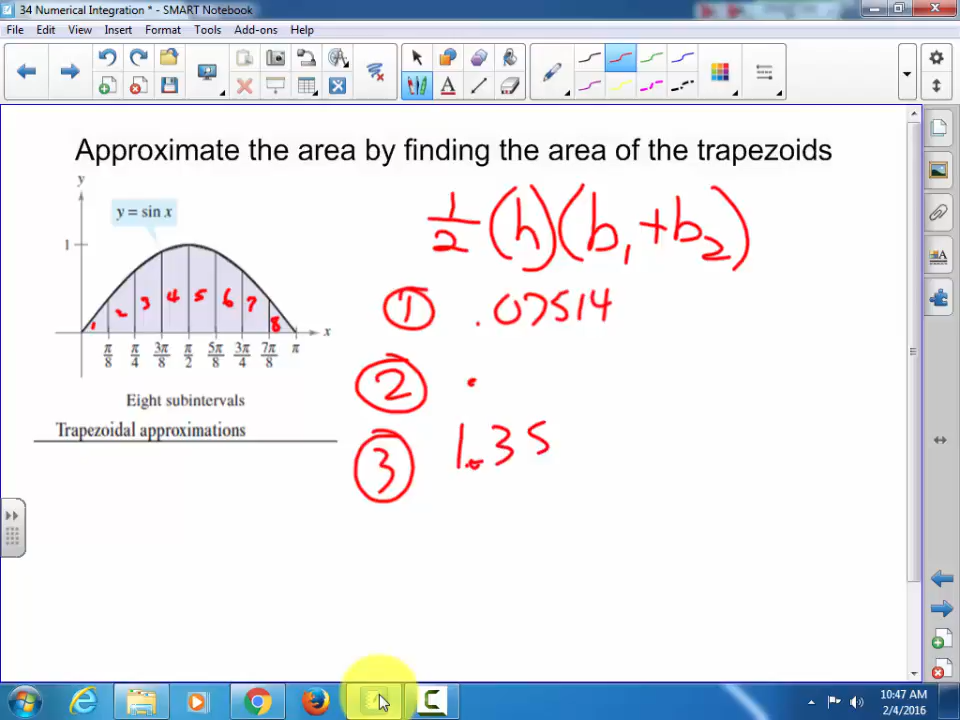 34 Numerical Integration * - SMART Notebook
File Edit View Insert Format Tools Add-ons Help
Approximate the area by finding the area of the trapezoids
y
y = sin x
1
1 2 3 4 5 6 7 8
x
π/8 π/4 3π/8 π/2 5π/8 3π/4 7π/8 π
Eight subintervals
Trapezoidal approximations
1/2 (h)(b₁+b₂)
① .07514
② .
③ 1.35
10:47 AM
2/4/2016